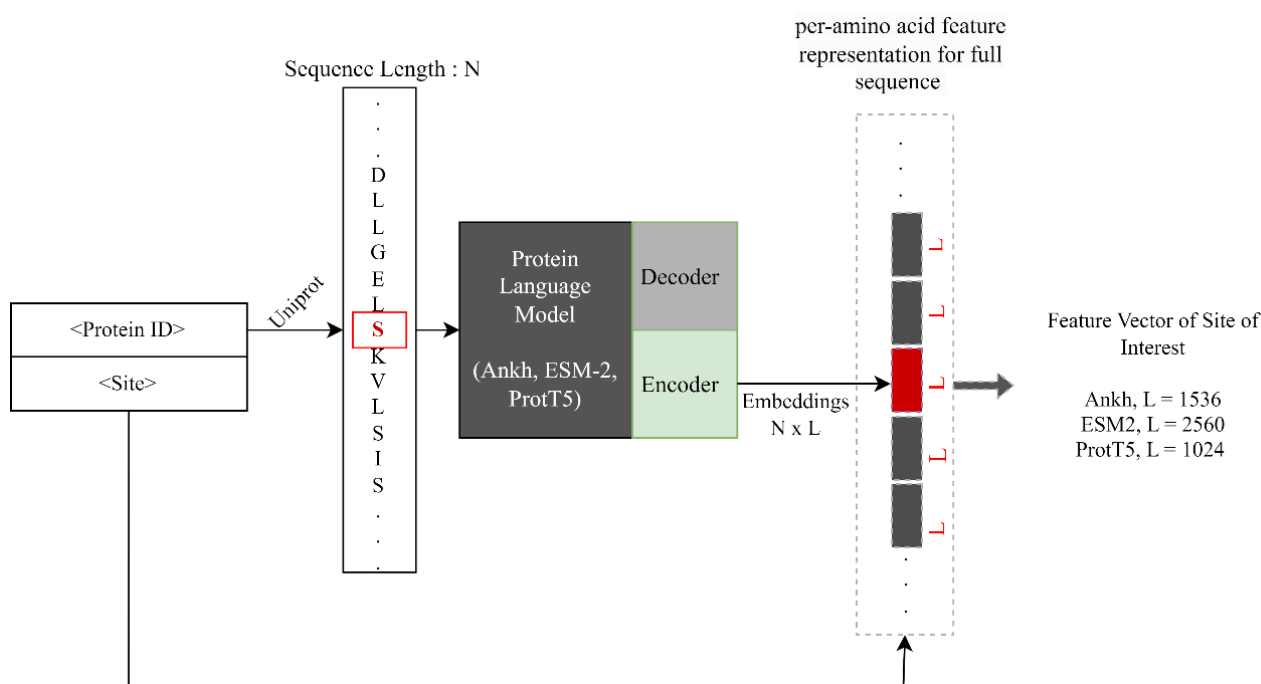 per-amino acid feature
representation for full
sequence
Sequence Length : N
.
.
.
D
L
L
G
E
L
S
K
V
L
S
I
S
.
.
.
<Protein ID>
<Site>
Uniprot
Protein
Language
Model
(Ankh, ESM-2,
ProtT5)
Decoder
Encoder
Embeddings
N x L
.
.
.
L
L
L
L
L
.
.
.
Feature Vector of Site of
Interest
Ankh, L = 1536
ESM2, L = 2560
ProtT5, L = 1024